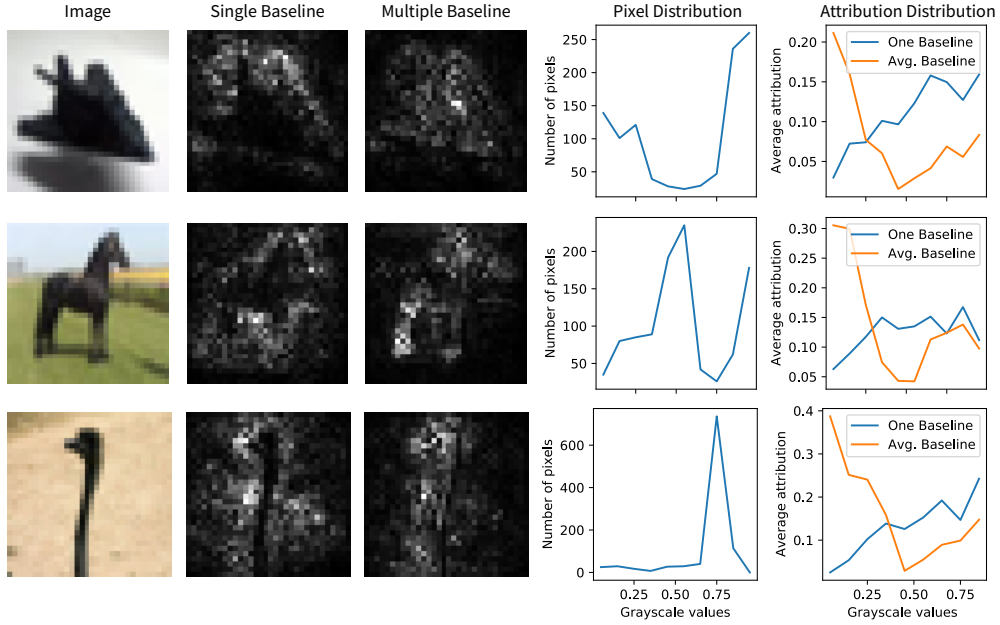 Image Single Baseline Multiple Baseline Pixel Distribution Attribution Distribution
Number of pixels
250
200
150
100
50
Average attribution
0.20
0.15
0.10
0.05
One Baseline
Avg. Baseline
Number of pixels
200
150
100
50
Average attribution
0.30
0.25
0.20
0.15
0.10
0.05
One Baseline
Avg. Baseline
Number of pixels
600
400
200
0
0.25 0.50 0.75
Grayscale values
Average attribution
0.4
0.3
0.2
0.1
One Baseline
Avg. Baseline
0.25 0.50 0.75
Grayscale values